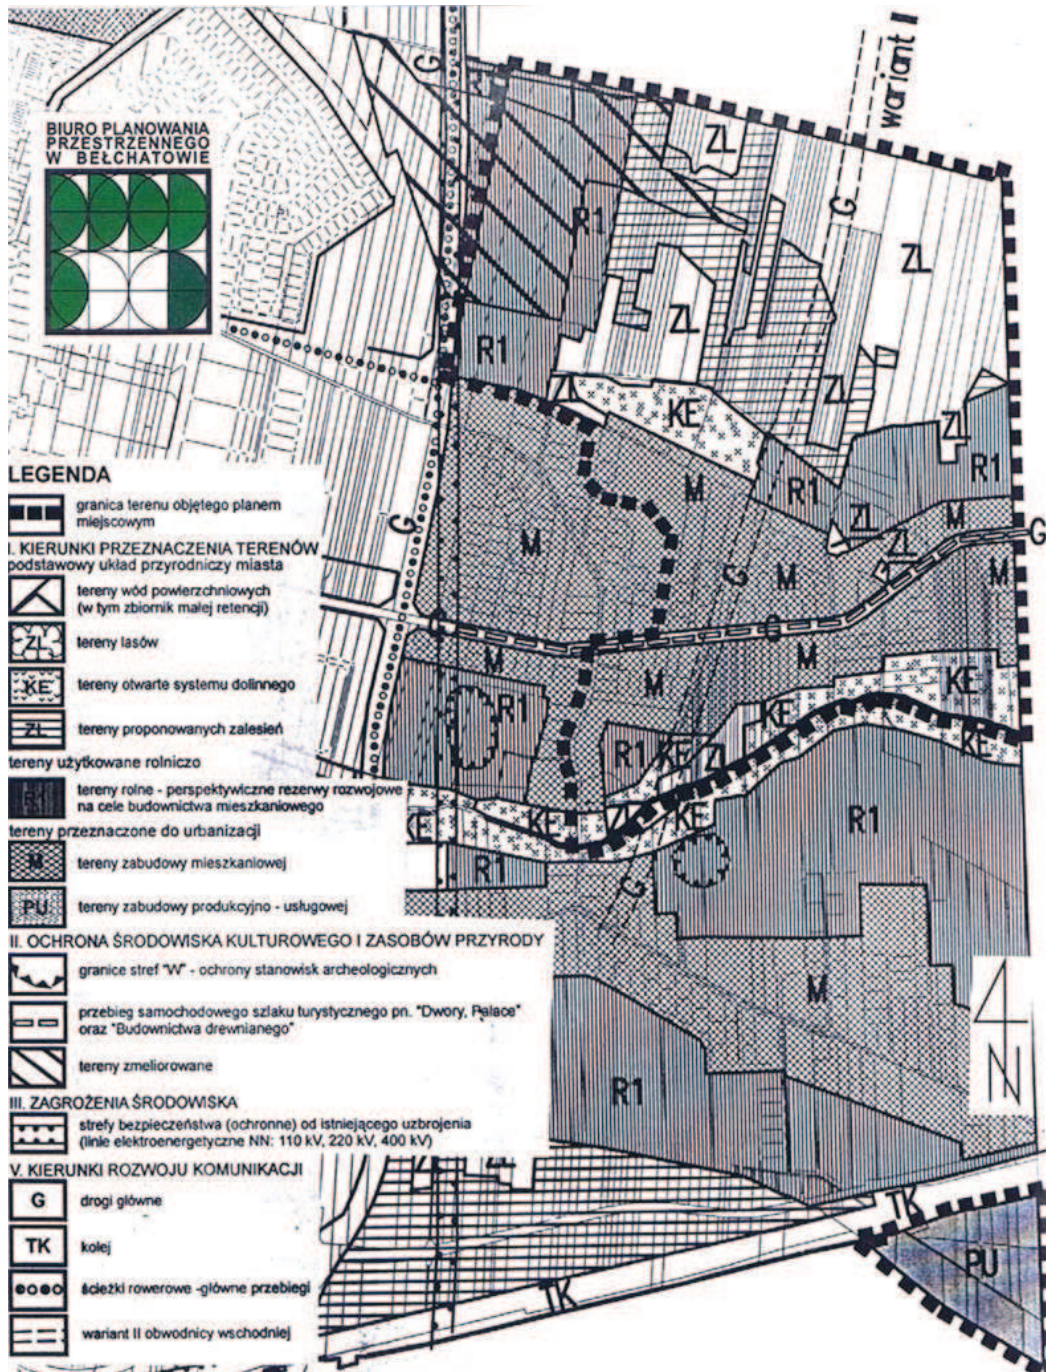 BIURO PLANOWANIA
PRZESTRZENNEGO
W BEŁCHATOWIE
wariant II
G
G
ZL
ZL
R1
ZL
R1
ZL
KE
ZL
ZL
R1
M
M
G
ZL
ZL
M
G
M
G
M
M
G
G
M
M
M
KE
R1
KE
KE
R1
KE
ZL
KE
KE
ZL
KE
R1
R1
G
M
R1
ZL
ZL
TK
TK
PU
4
N
LEGENDA
granica terenu objętego planem
miejscowym
I. KIERUNKI PRZEZNACZENIA TERENÓW
podstawowy układ przyrodniczy miasta
tereny wód powierzchniowych
(w tym zbiornik małej retencji)
ZL tereny lasów
KE tereny otwarte systemu dolinnego
ZL tereny proponowanych zalesień
tereny użytkowane rolniczo
R1 tereny rolne - perspektywiczne rezerwy rozwojowe
na cele budownictwa mieszkaniowego
tereny przeznaczone do urbanizacji
M tereny zabudowy mieszkaniowej
PU tereny zabudowy produkcyjno - usługowej
II. OCHRONA ŚRODOWISKA KULTUROWEGO I ZASOBÓW PRZYRODY
granice stref "W" - ochrony stanowisk archeologicznych
przebieg samochodowego szlaku turystycznego pn. "Dwory, Pałace"
oraz "Budownictwa drewnianego"
tereny zmeliorowane
III. ZAGROŻENIA ŚRODOWISKA
strefy bezpieczeństwa (ochronne) od istniejącego uzbrojenia
(linie elektroenergetyczne NN: 110 kV, 220 kV, 400 kV)
V. KIERUNKI ROZWOJU KOMUNIKACJI
G drogi główne
TK kolej
ścieżki rowerowe -główne przebiegi
wariant II obwodnicy wschodniej